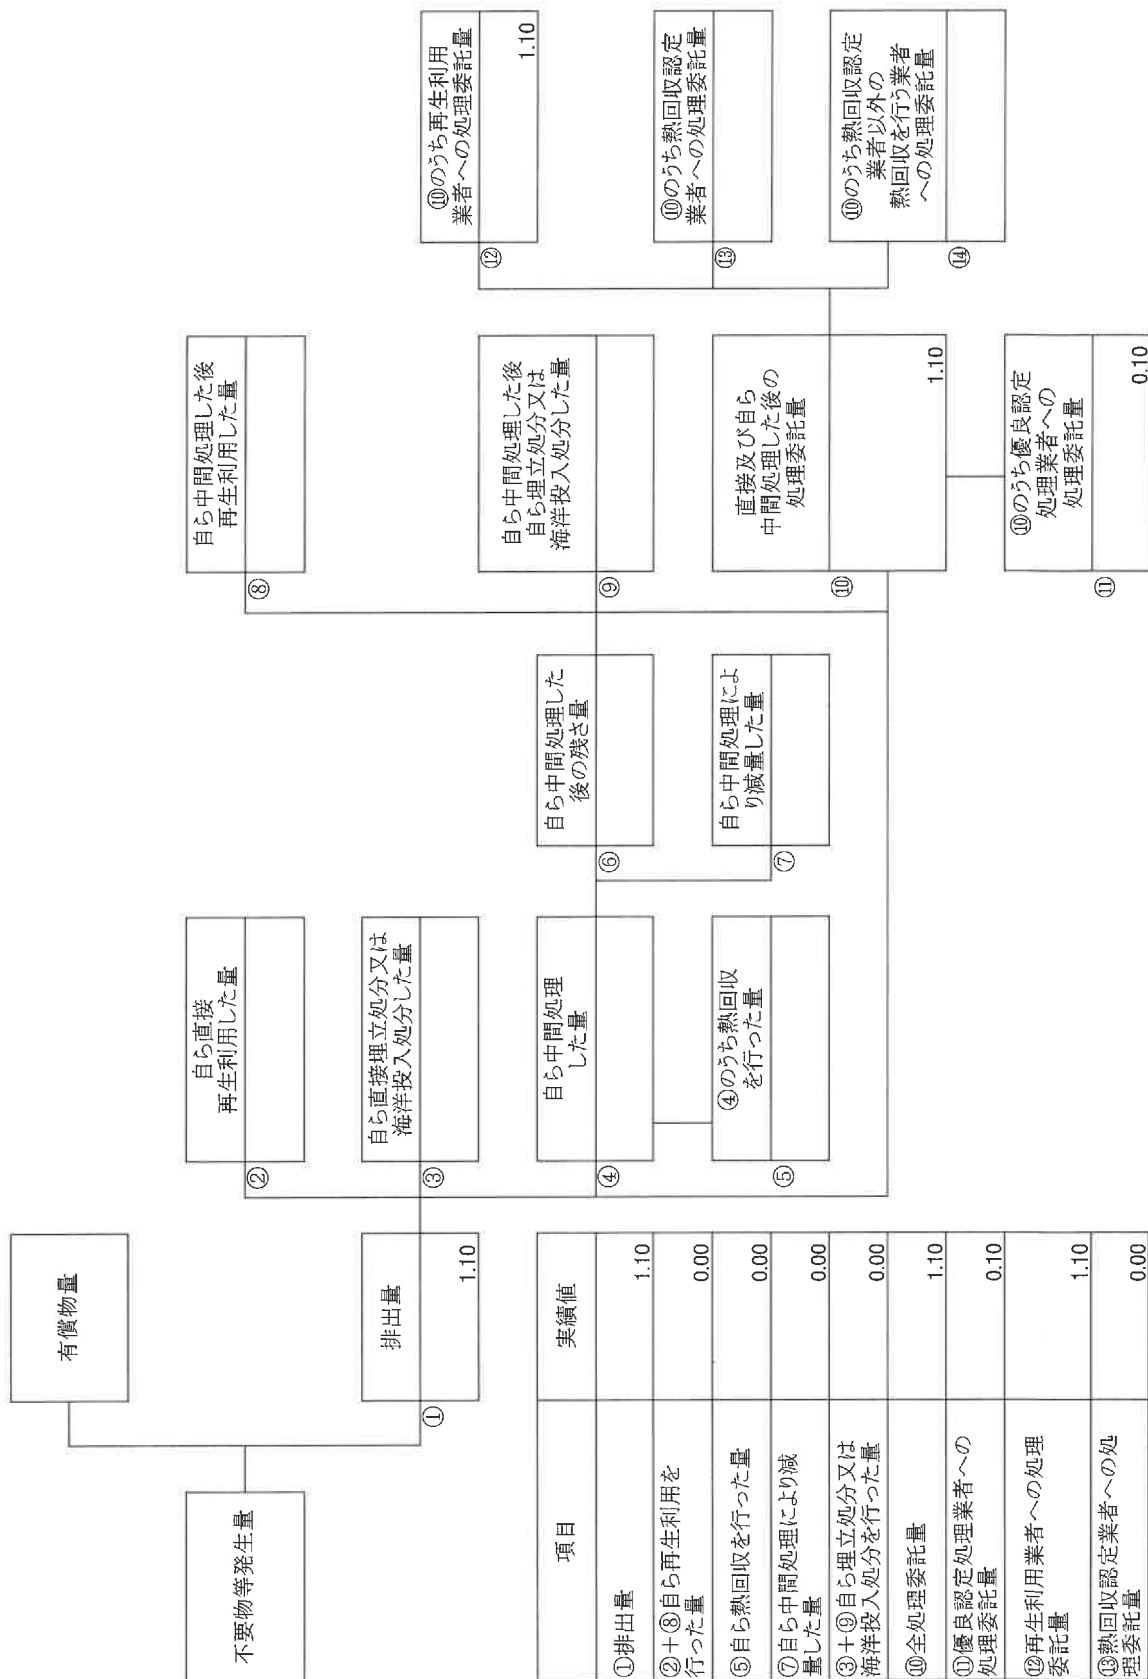 不要物等発生量
有償物量
排出量
①
1.10
自ら直接
再生利用した量
②
自ら直接埋立処分又は
海洋投入処分した量
③
自ら中間処理
した量
④
④のうち熱回収
を行った量
⑤
自ら中間処理した
後の残さ量
⑥
自ら中間処理によ
り減量した量
⑦
自ら中間処理した後
再生利用した量
⑧
自ら中間処理した後
自ら埋立処分又は
海洋投入処分した量
⑨
直接及び自ら
中間処理した後の
処理委託量
⑩
1.10
⑩のうち優良認定
処理業者への
処理委託量
⑪
0.10
⑩のうち再生利用
業者への処理委託量
⑫
1.10
⑩のうち熱回収認定
業者への処理委託量
⑬
⑩のうち熱回収認定
業者以外の
熱回収を行う業者
への処理委託量
⑭
項目
実績値
①排出量
1.10
②＋⑧自ら再生利用を
行った量
0.00
⑤自ら熱回収を行った量
0.00
⑦自ら中間処理により減
量した量
0.00
③＋⑨自ら埋立処分又は
海洋投入処分を行った量
0.00
⑩全処理委託量
1.10
⑪優良認定処理業者への
処理委託量
0.10
⑫再生利用業者への処理
委託量
1.10
⑬熱回収認定業者への処
理委託量
0.00